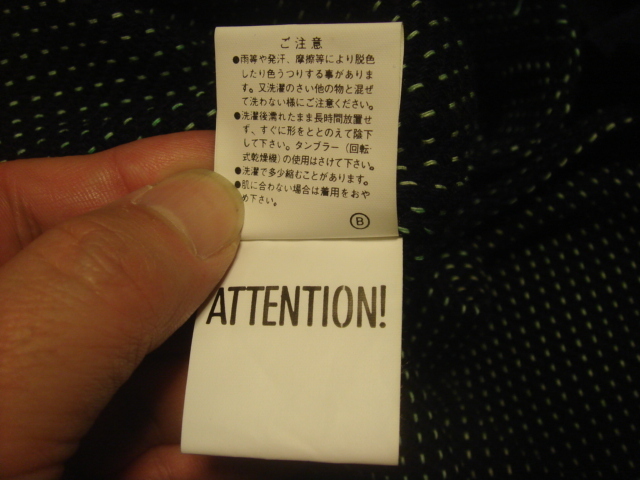 ご注意
●雨等や発汗、摩擦等により脱色
したり色うつりする事がありま
す。又洗濯のさい他の物と混ぜ
て洗わない様にご注意ください。
●洗濯後濡れたまま長時間放置せ
ず、すぐに形をととのえて陰下
して下さい。タンブラー（回転
式乾燥機）の使用はさけて下さい。
●洗濯で多少縮むことがあります。
●肌に合わない場合は着用をおや
め下さい。
Ⓑ
ATTENTION!